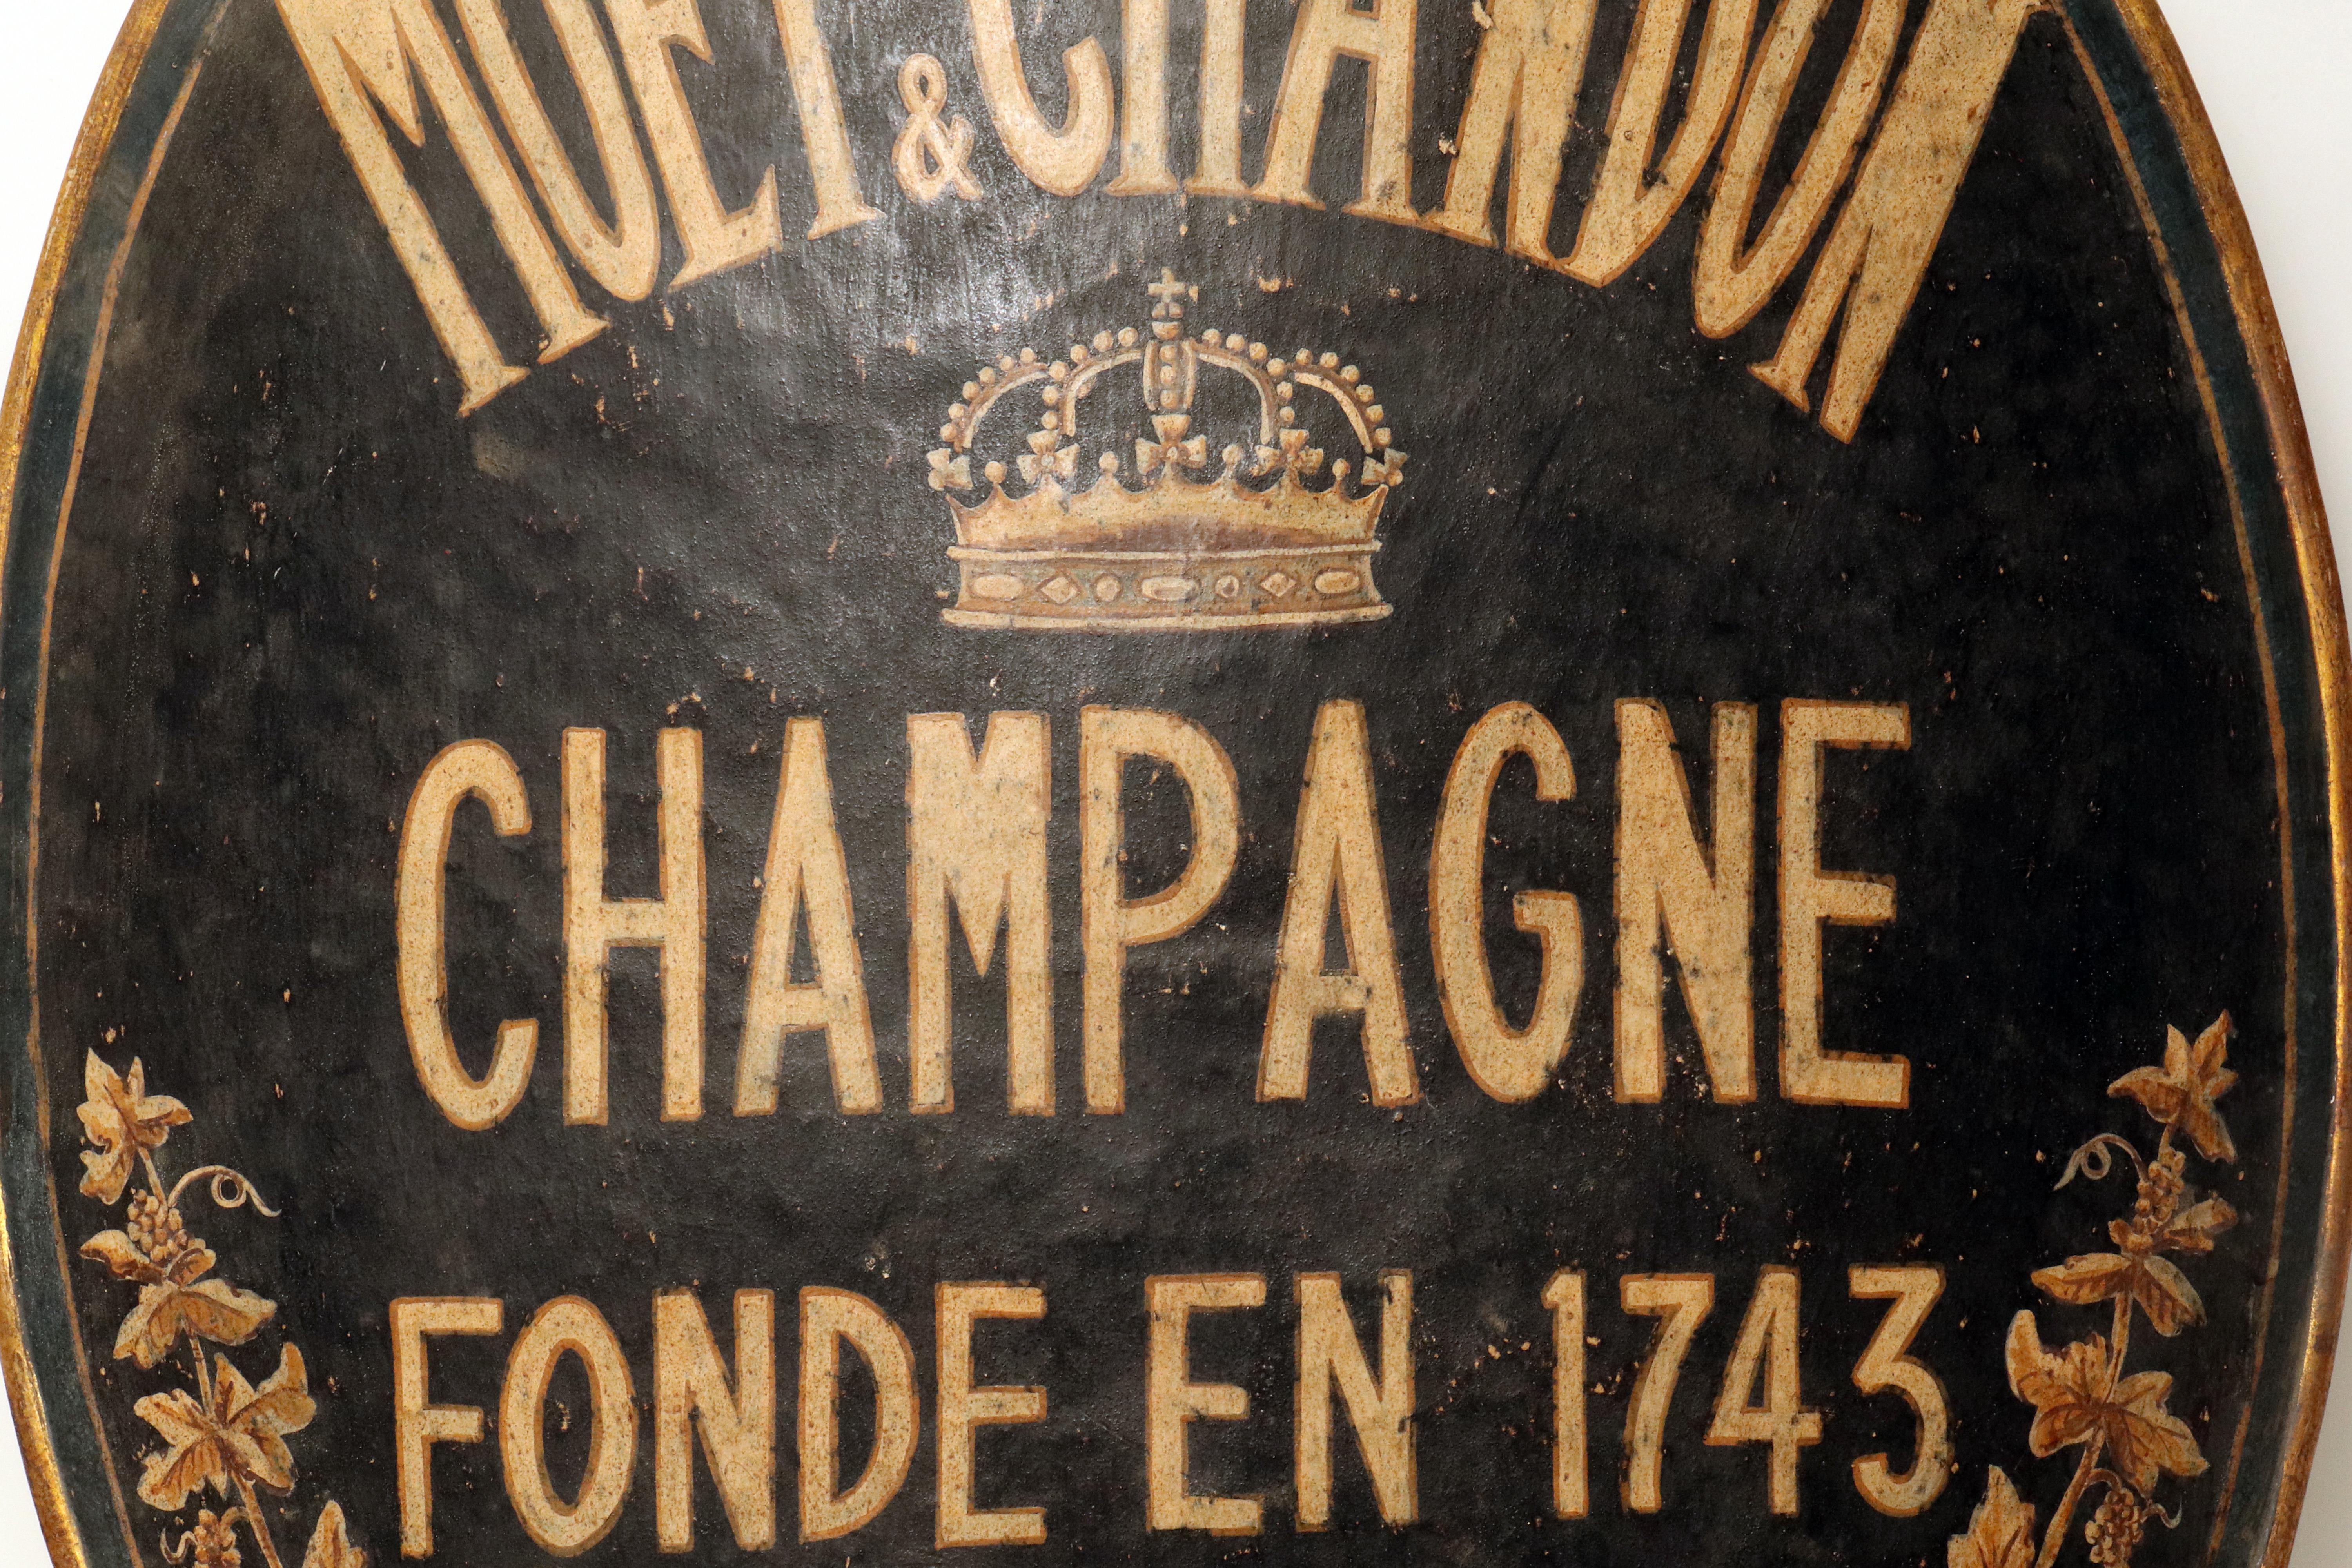 MOET & CHANDON
CHAMPAGNE
FONDE EN 1743